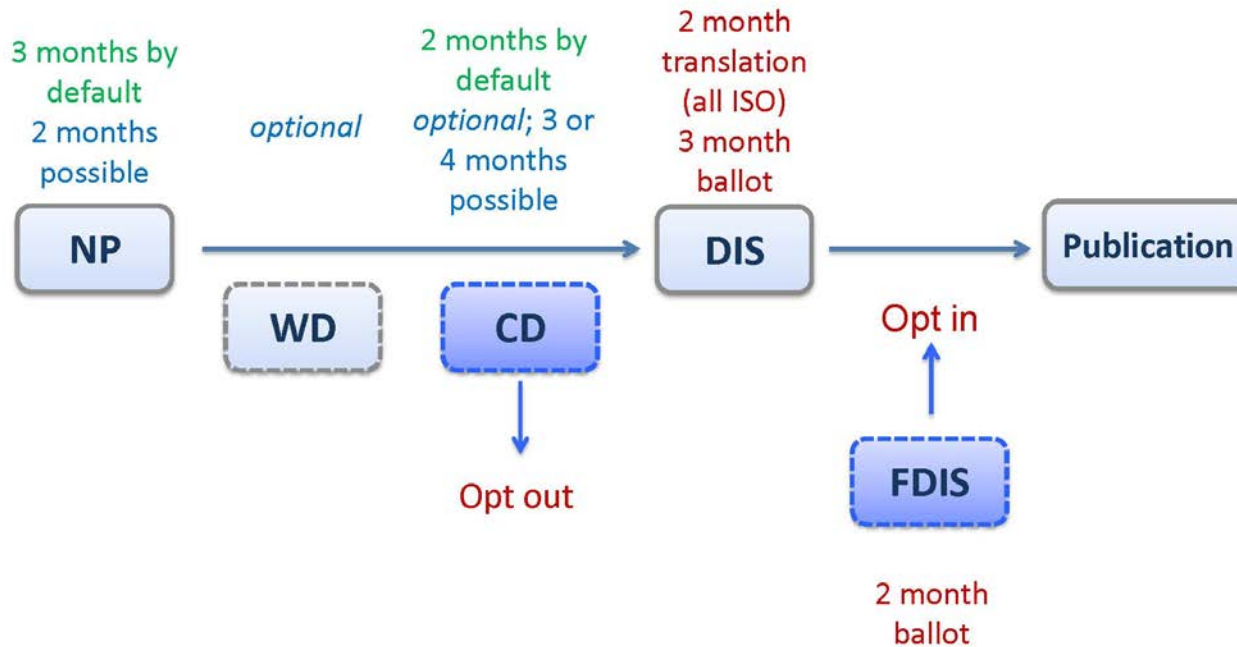 3 months by
default
2 months
possible
optional
2 months by
default
optional; 3 or
4 months
possible
2 month
translation
(all ISO)
3 month
ballot
NP
DIS
Publication
WD
CD
Opt in
Opt out
FDIS
2 month
ballot